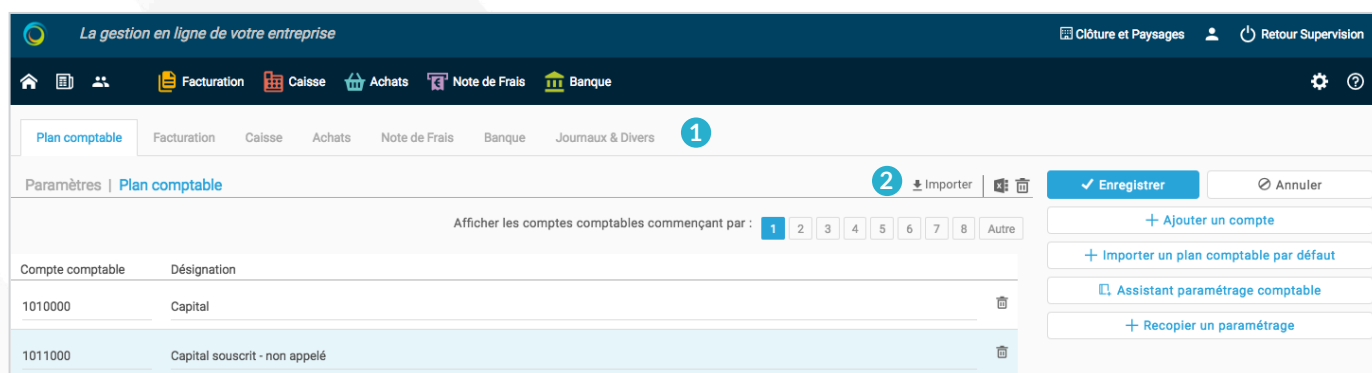 La gestion en ligne de votre entreprise Clôture et Paysages Retour Supervision
Facturation Caisse Achats Note de Frais Banque
Plan comptable Facturation Caisse Achats Note de Frais Banque Journaux & Divers 1
Paramètres | Plan comptable 2 Importer Enregistrer Annuler
Afficher les comptes comptables commençant par : 1 2 3 4 5 6 7 8 Autre + Ajouter un compte
+ Importer un plan comptable par défaut
Compte comptable Désignation
Assistant paramétrage comptable
1010000 Capital
+ Recopier un paramétrage
1011000 Capital souscrit - non appelé